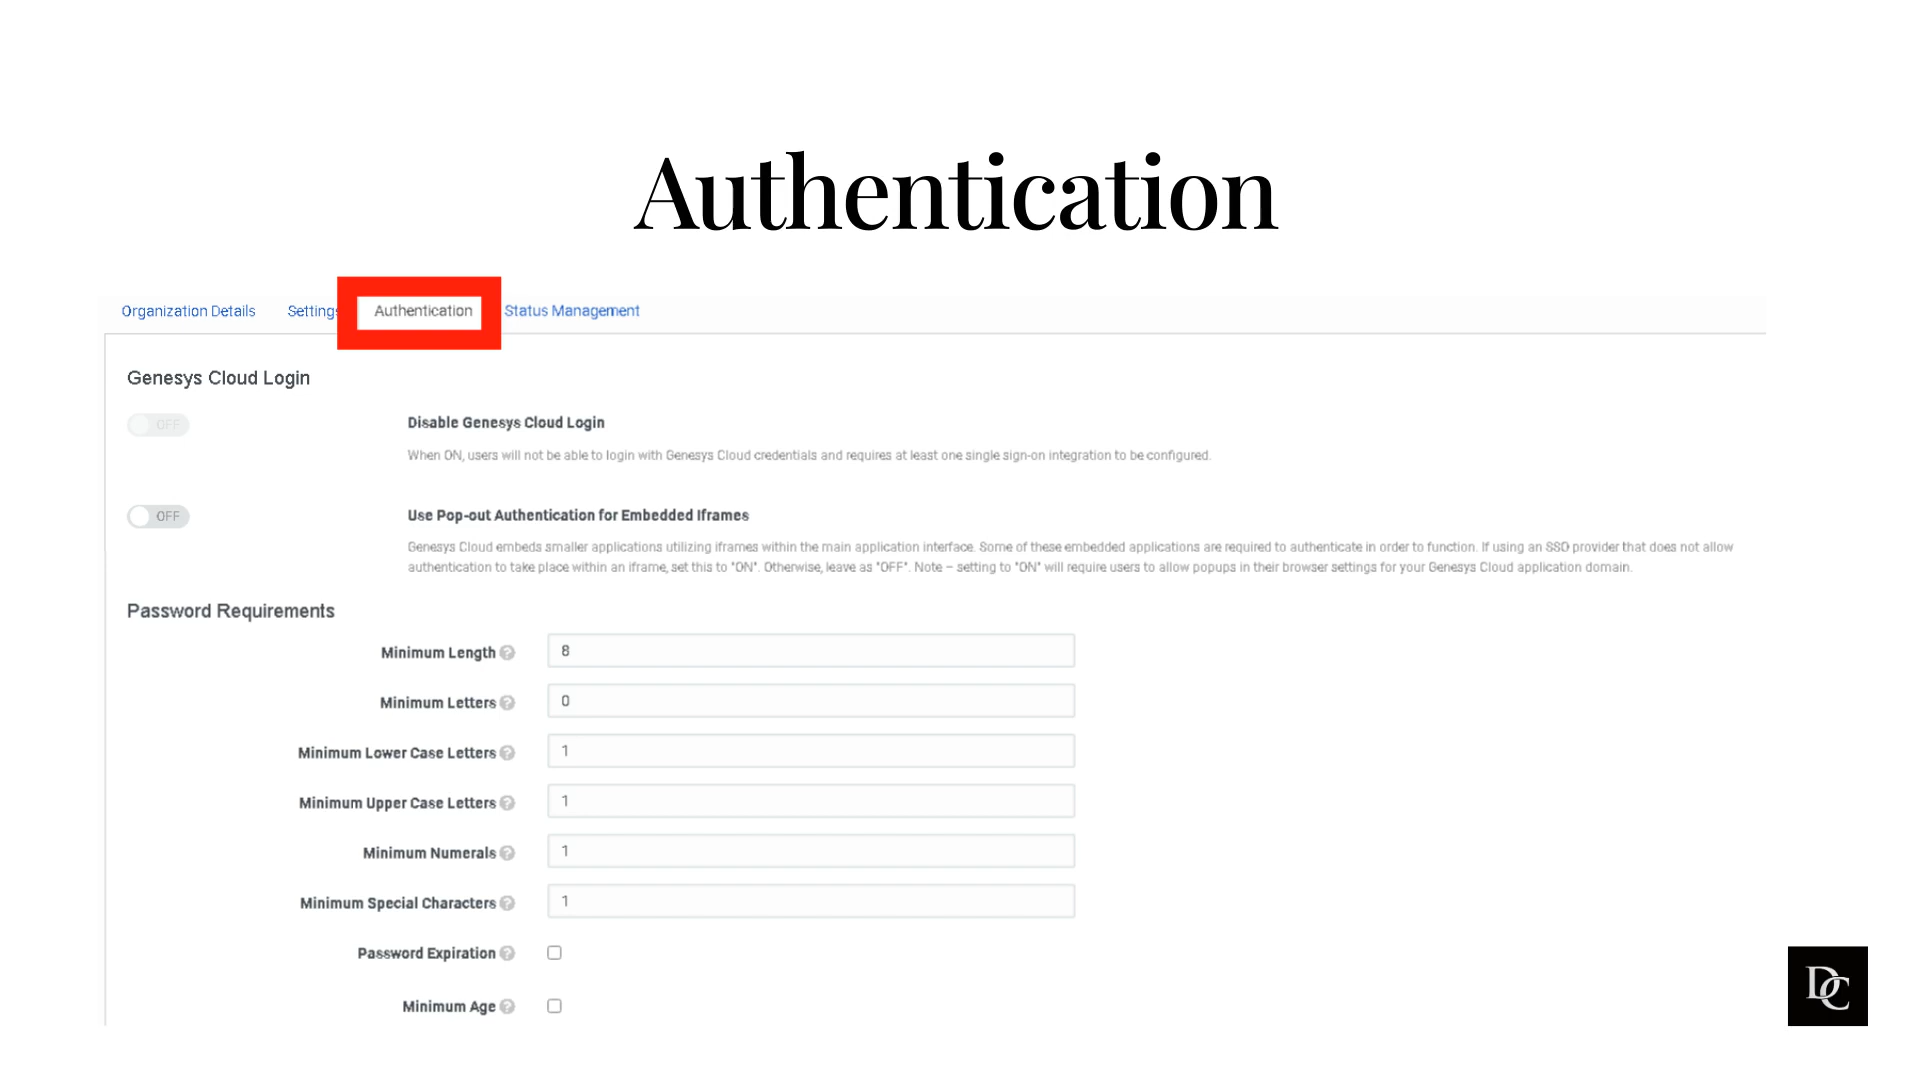 Authentication
Organization Details
Settings
Authentication
Status Management
Genesys Cloud Login
OFF
Disable Genesys Cloud Login
When ON, users will not be able to login with Genesys Cloud credentials and requires at least one single sign-on integration to be configured.
OFF
Use Pop-out Authentication for Embedded Iframes
Genesys Cloud embeds smaller applications utilizing iframes within the main application interface. Some of these embedded applications are required to authenticate in order to function. If using an SSO provider that does not allow
authentication to take place within an iframe, set this to "ON". Otherwise, leave as "OFF". Note – setting to "ON" will require users to allow popups in their browser settings for your Genesys Cloud application domain.
Password Requirements
Minimum Length ? 8
Minimum Letters ? 0
Minimum Lower Case Letters ? 1
Minimum Upper Case Letters ? 1
Minimum Numerals ? 1
Minimum Special Characters ? 1
Password Expiration ?
Minimum Age ?
DC